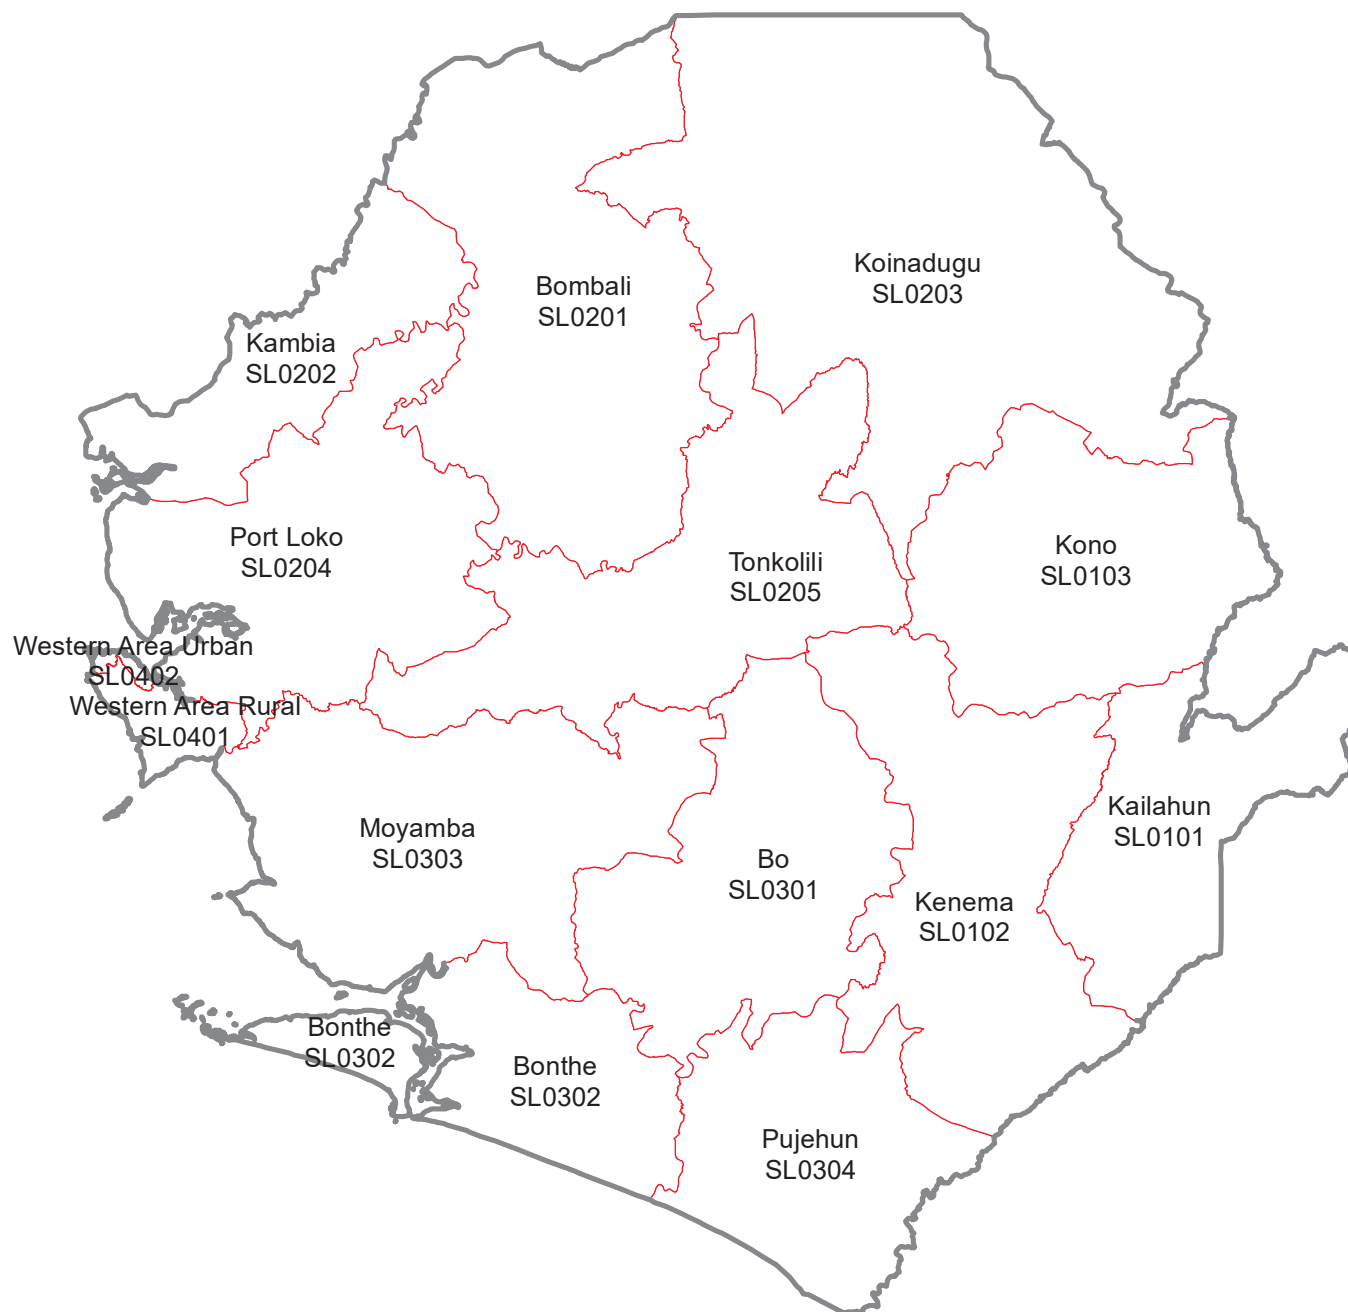 Koinadugu
SL0203
Bombali
SL0201
Kambia
SL0202
Port Loko
SL0204
Kono
SL0103
Tonkolili
SL0205
Western Area Urban
SL0402
Western Area Rural
SL0401
Kailahun
SL0101
Moyamba
SL0303
Bo
SL0301
Kenema
SL0102
Bonthe
SL0302
Bonthe
SL0302
Pujehun
SL0304